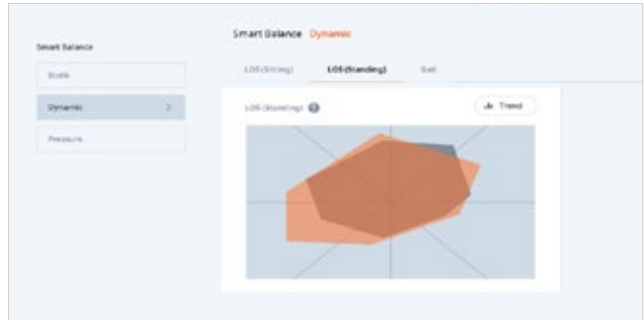 Smart Balance Dynamic
Smart Balance
LOS (Sitting)
LOS (Standing)
Gait
Static
Dynamic
Pressure
LOS (Standing)
Trend